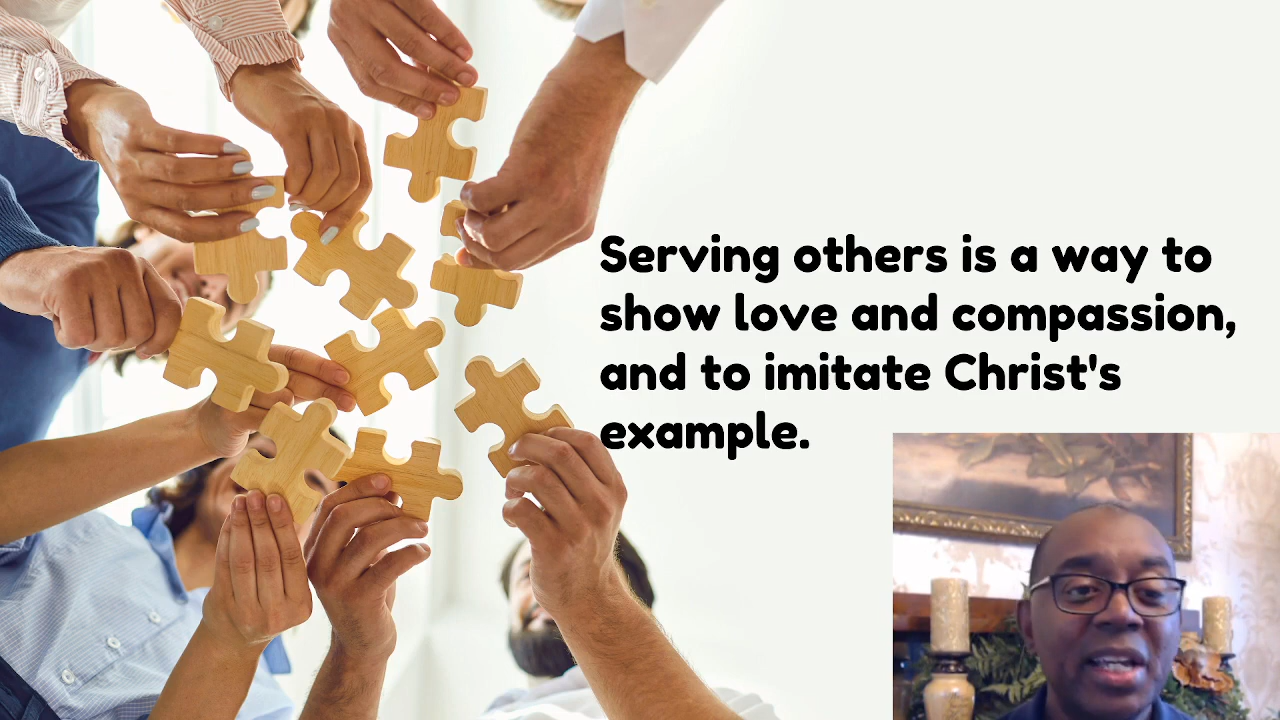 Serving others is a way to
show love and compassion,
and to imitate Christ's
example.